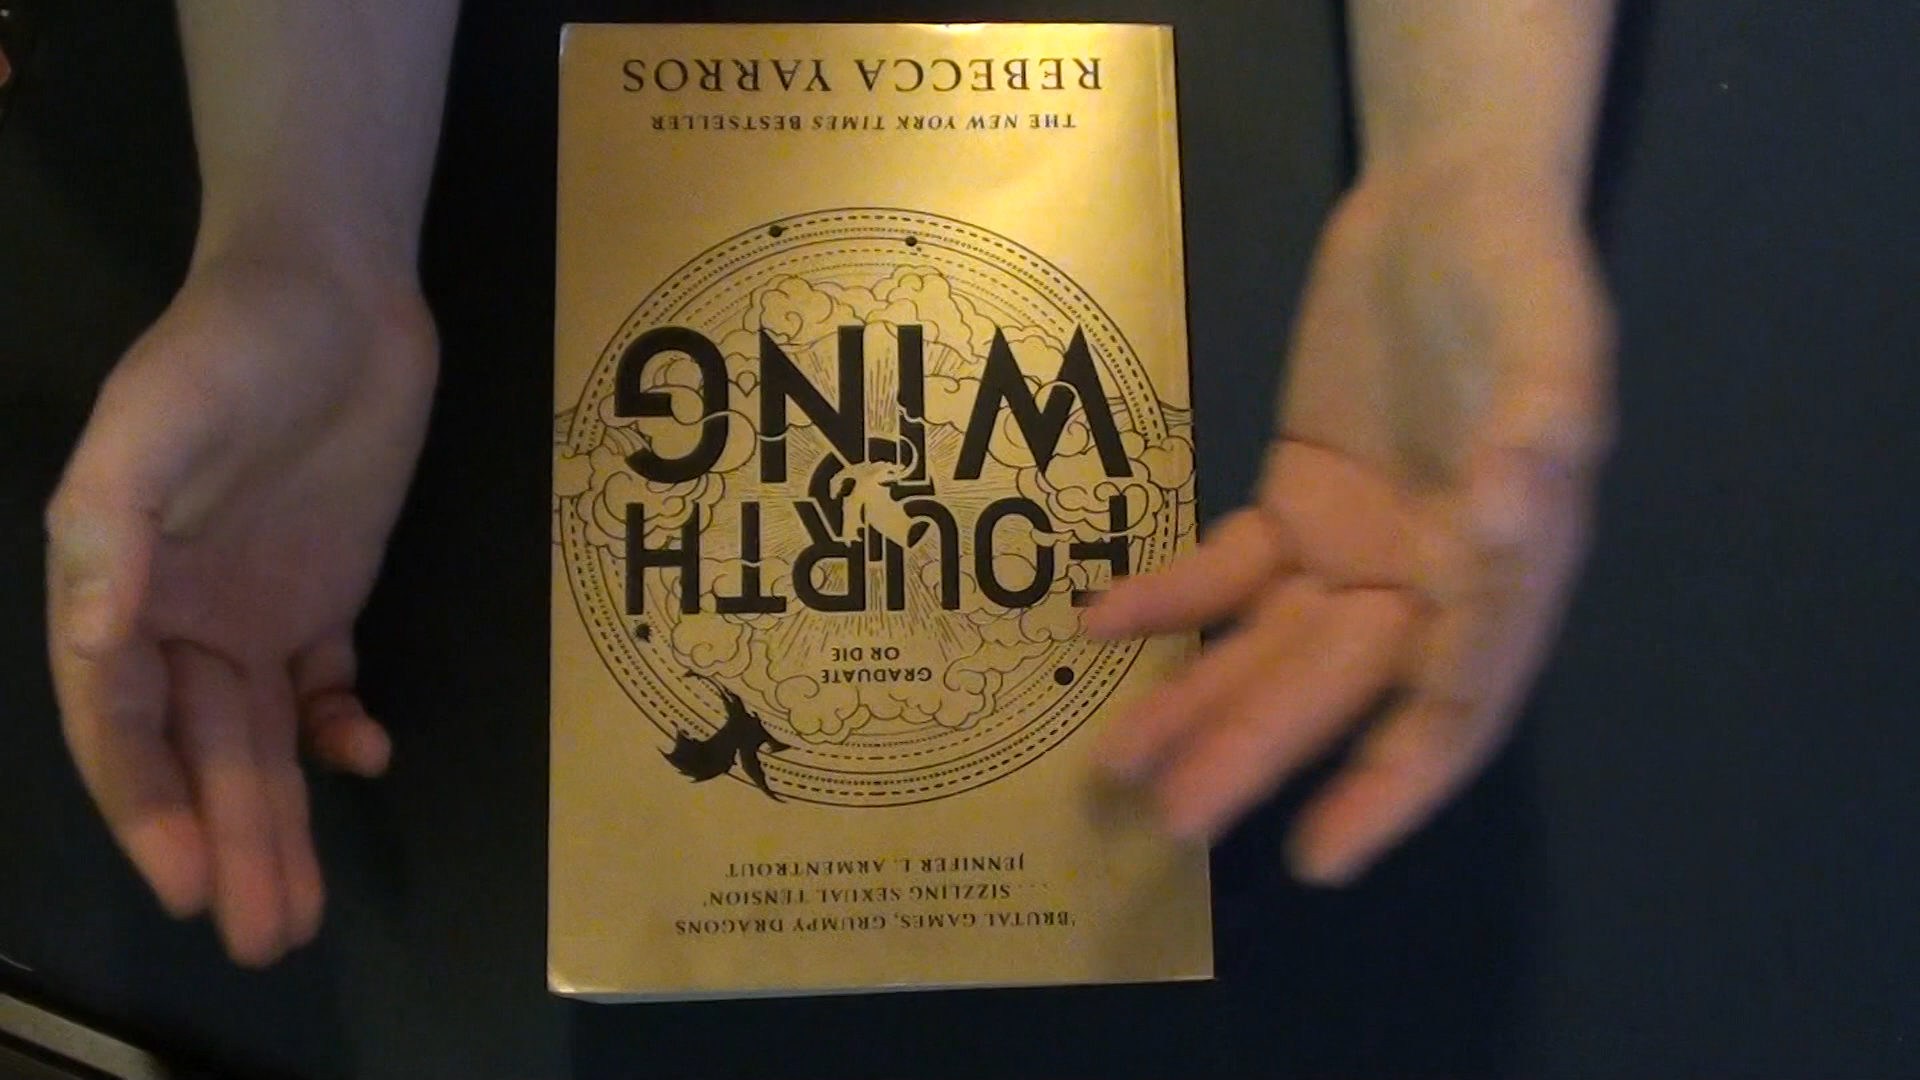 'BRUTAL GAMES, GRUMPY DRAGONS
. . . . SIZZLING SEXUAL TENSION'
JENNIFER L. ARMENTROUT
GRADUATE
OR DIE
FOURTH
WING
THE NEW YORK TIMES BESTSELLER
REBECCA YARROS